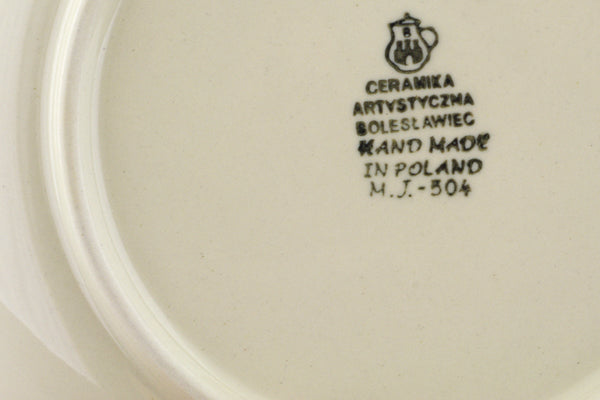 B
CERAMIKA
ARTYSTYCZNA
BOLESŁAWIEC
HAND MADE
IN POLAND
M.J.-504